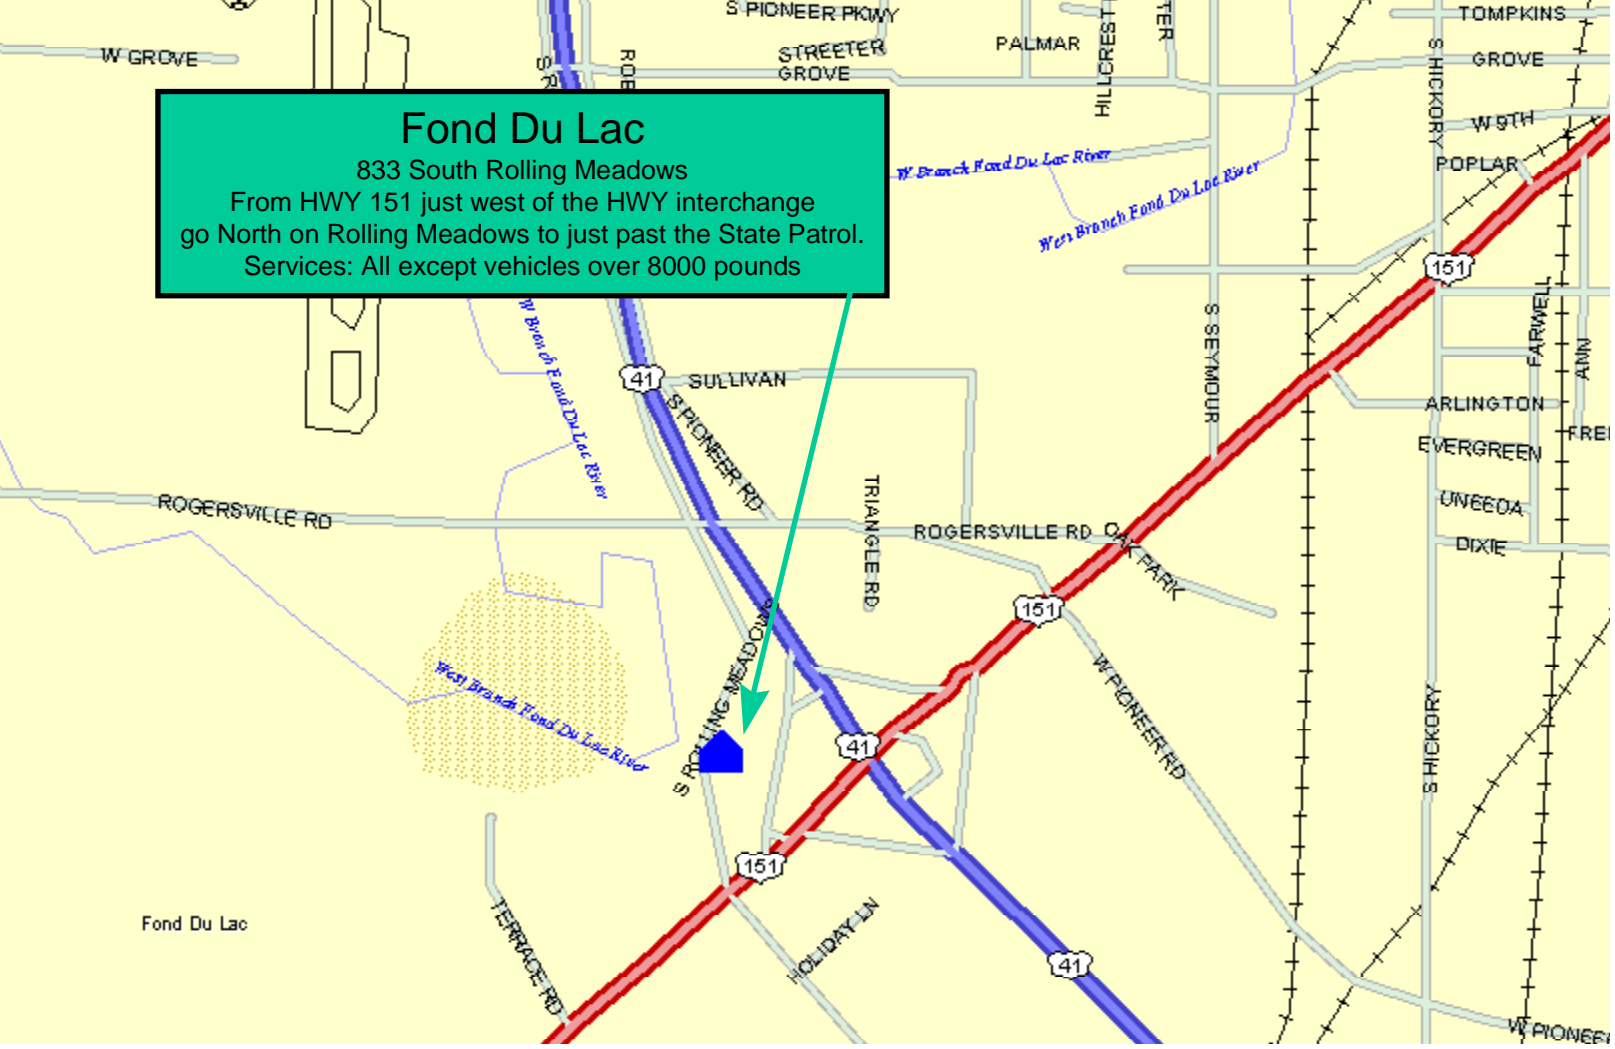 S PIONEER PKWY
TOMPKINS
STREETER
PALMAR
HILLCREST
TER
W GROVE
GROVE
GROVE
S HICKORY
W 9TH
POPLAR
Fond Du Lac
833 South Rolling Meadows
From HWY 151 just west of the HWY interchange
go North on Rolling Meadows to just past the State Patrol.
Services: All except vehicles over 8000 pounds
W Branch Fond Du Lac River
West Branch Fond Du Lac River
151
FARWELL
W Branch Fond Du Lac River
S SEYMOUR
ANN
41
SULLIVAN
S PIONEER RD
ARLINGTON
FRE
EVERGREEN
UNEEDA
DIXIE
ROGERSVILLE RD
TRIANGLE RD
ROGERSVILLE RD
OAK PARK
151
S ROLLING MEADOWS
West Branch Fond Du Lac River
W PIONEER RD
S HICKORY
41
151
Fond Du Lac
TERRACE RD
HOLIDAY LN
41
W PIONEER